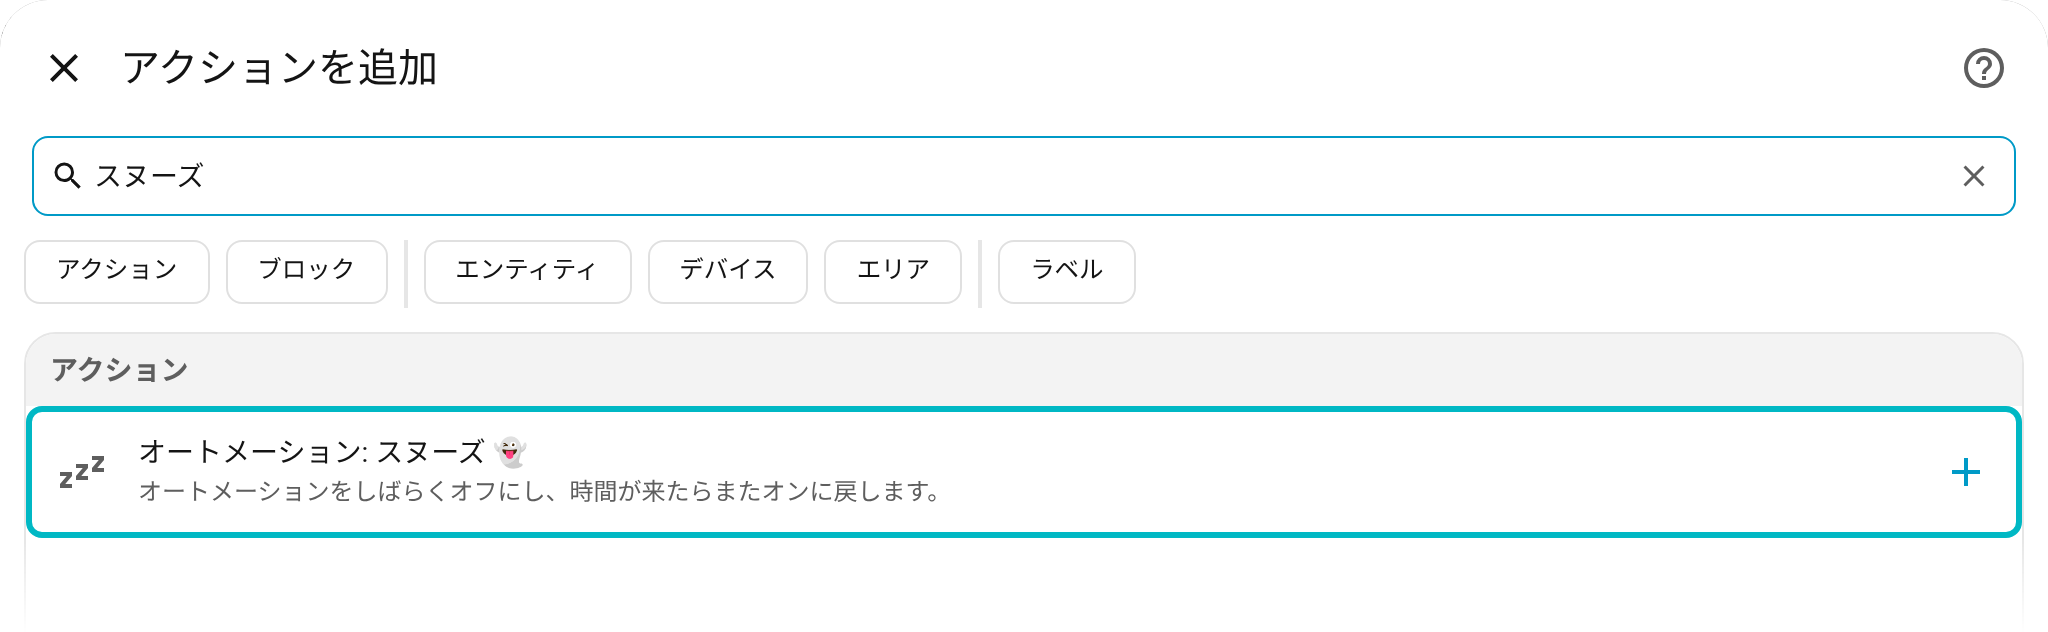 アクションを追加
スヌーズ
アクション ブロック エンティティ デバイス エリア ラベル
アクション
zzz
オートメーション: スヌーズ 👻
オートメーションをしばらくオフにし、時間が来たらまたオンに戻します。